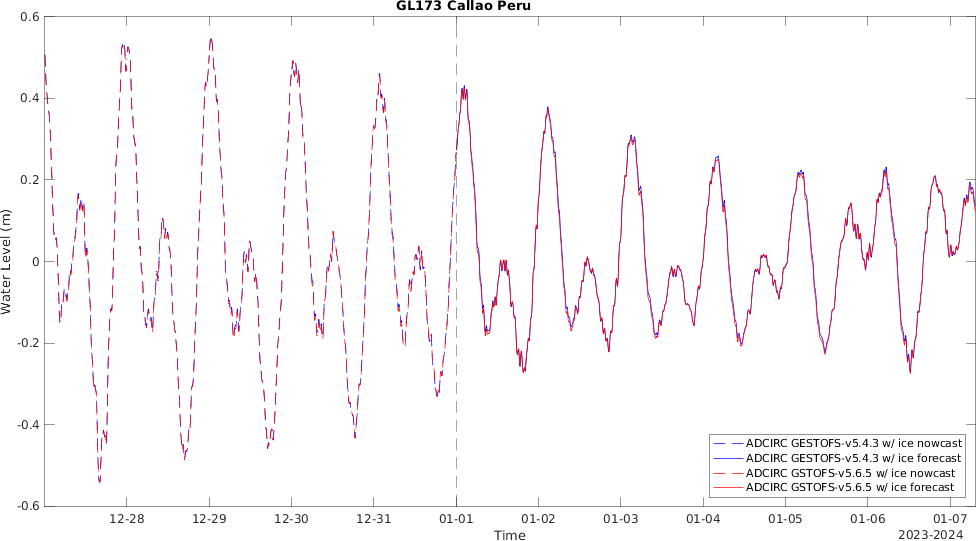 GL173 Callao Peru
0.6
0.4
0.2
0
-0.2
-0.4
-0.6
Water Level (m)
12-28 12-29 12-30 12-31 01-01 01-02 01-03 01-04 01-05 01-06 01-07
Time
2023-2024
ADCIRC GESTOFS-v5.4.3 w/ ice nowcast
ADCIRC GESTOFS-v5.4.3 w/ ice forecast
ADCIRC GSTOFS-v5.6.5 w/ ice nowcast
ADCIRC GSTOFS-v5.6.5 w/ ice forecast